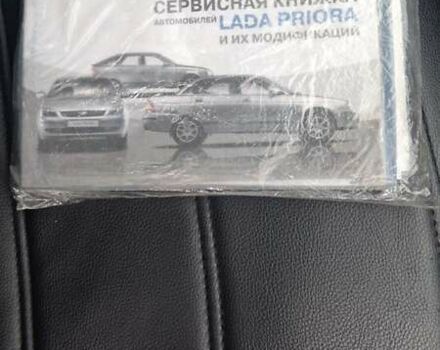 СЕРВИСНАЯ КНИЖКА
АВТОМОБИЛЕЙ LADA PRIORA
И ИХ МОДИФИКАЦИЙ